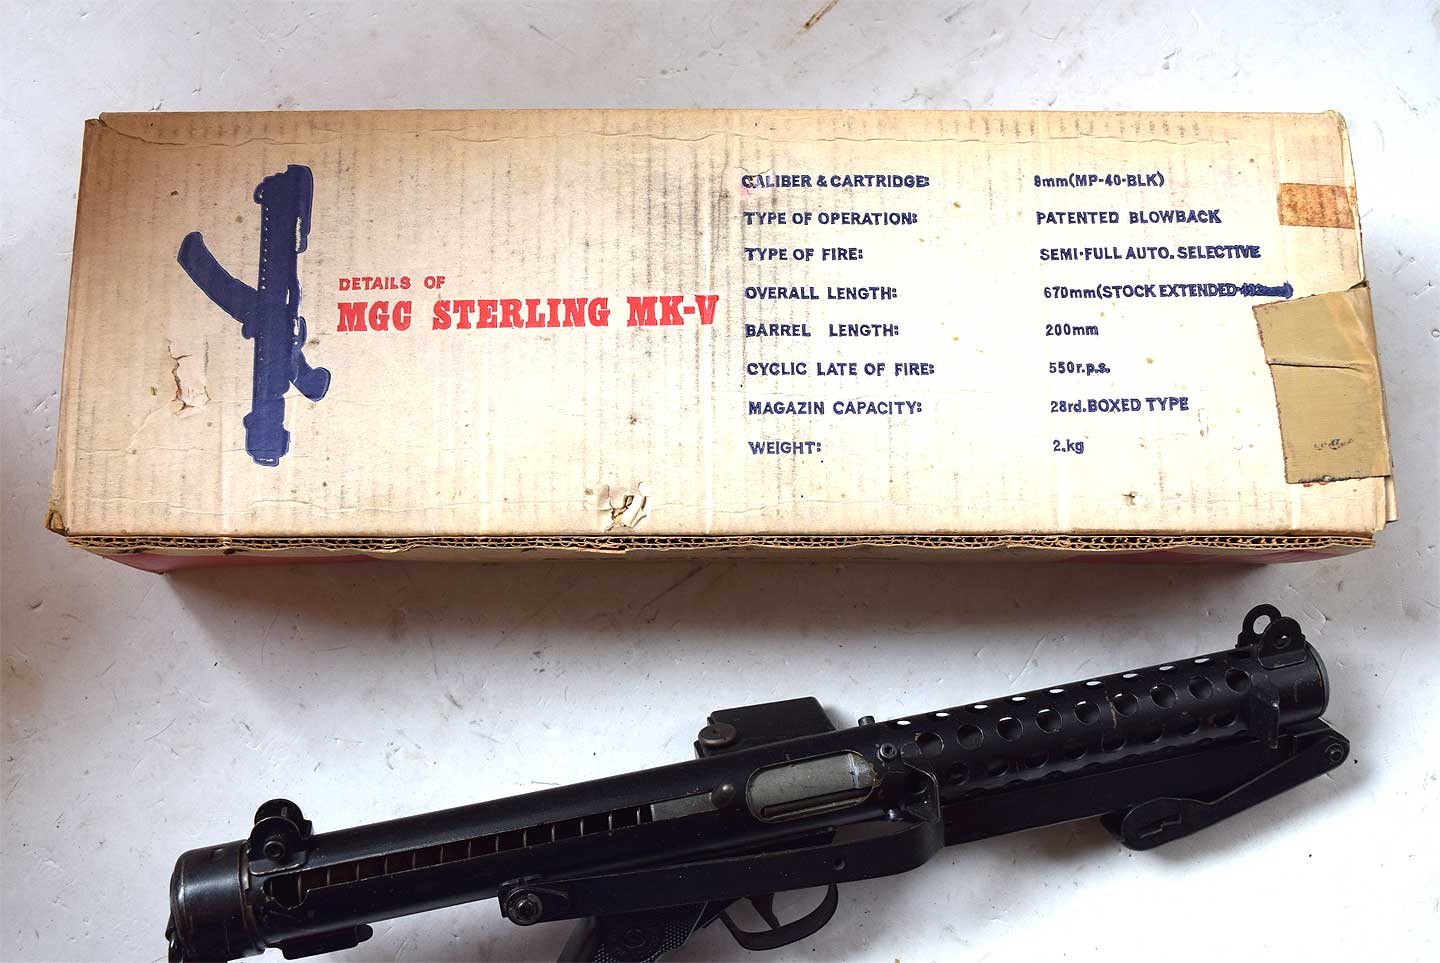 DETAILS OF
MGC STERLING MK-V
CALIBER & CARTRIDGE: 9mm(MP-40-BLK)
TYPE OF OPERATION: PATENTED BLOWBACK
TYPE OF FIRE: SEMI-FULL AUTO. SELECTIVE
OVERALL LENGTH: 670mm(STOCK EXTENDED
BARREL LENGTH: 200mm
CYCLIC LATE OF FIRE: 550r.p.s.
MAGAZIN CAPACITY: 28rd.BOXED TYPE
WEIGHT: 2.kg